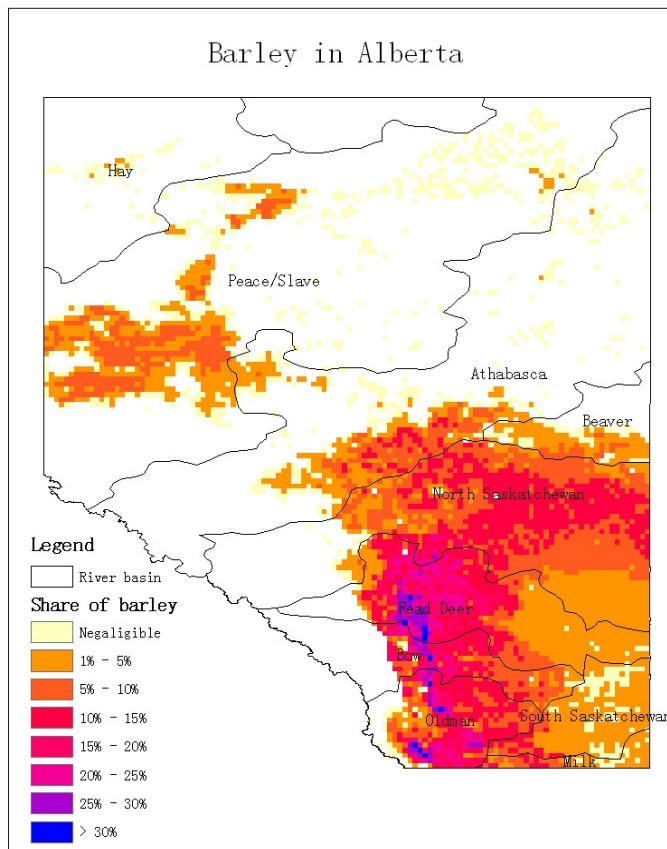 Barley in Alberta
Hay
Peace/Slave
Athabasca
Beaver
North Saskatchewan
Legend
River basin
Share of barley
Read Deer
Negaligible
1% - 5%
Bow
5% - 10%
South Saskatchewan
Oldman
10% - 15%
Milk
15% - 20%
20% - 25%
25% - 30%
> 30%